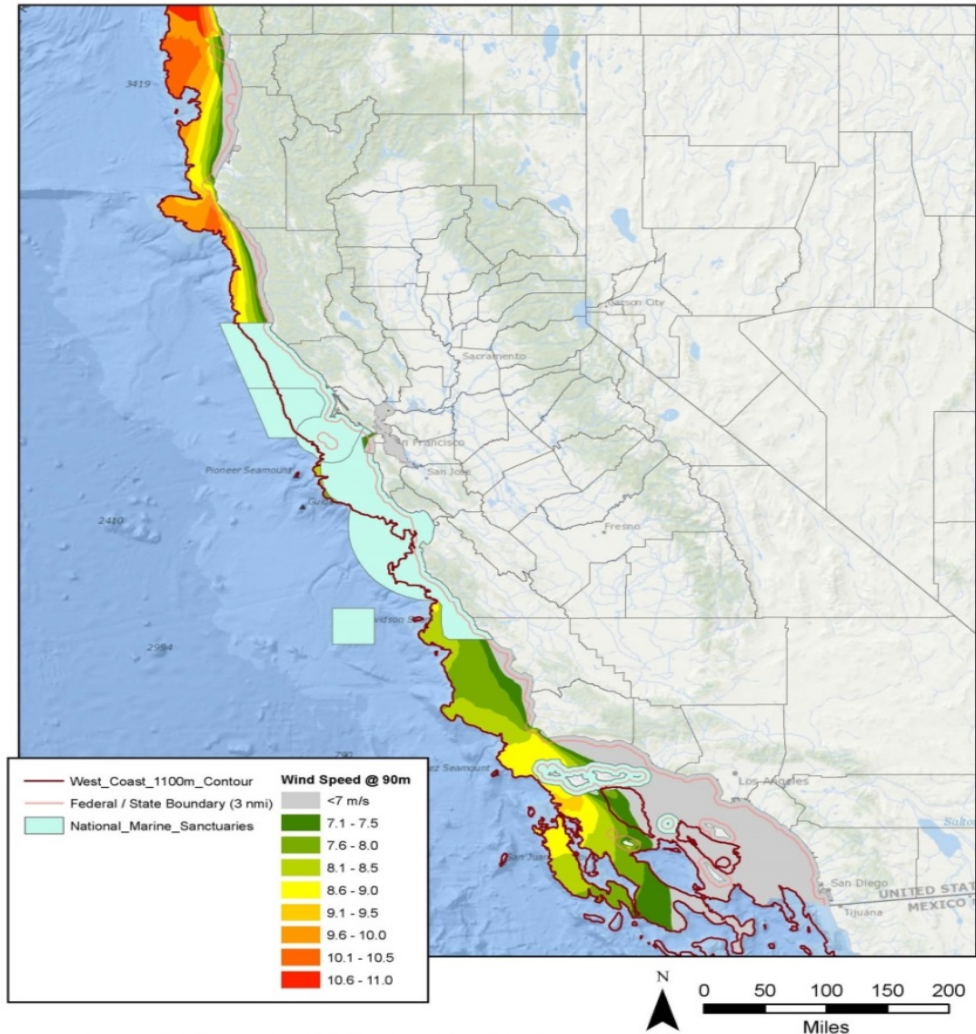 3419
Carson City
Sacramento
San Francisco
San Jose
Pioneer Seamount
2410
Fresno
2984
Los Angeles
San Diego
UNITED STAT
MEXICO
Tijuana
West_Coast_1100m_Contour
Federal / State Boundary (3 nmi)
National_Marine_Sanctuaries
Wind Speed @ 90m
<7 m/s
7.1 - 7.5
7.6 - 8.0
8.1 - 8.5
8.6 - 9.0
9.1 - 9.5
9.6 - 10.0
10.1 - 10.5
10.6 - 11.0
N
0 50 100 150 200
Miles